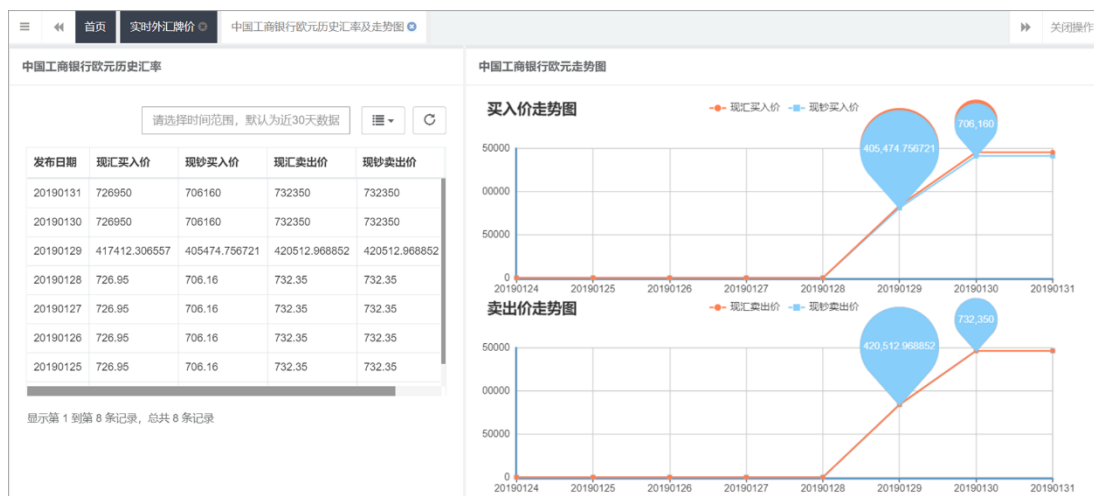 首页 实时外汇牌价 中国工商银行欧元历史汇率及走势图 关闭操作
中国工商银行欧元历史汇率
请选择时间范围，默认为近30天数据
发布日期 现汇买入价 现钞买入价 现汇卖出价 现钞卖出价
20190131 726950 706160 732350 732350
20190130 726950 706160 732350 732350
20190129 417412.306557 405474.756721 420512.968852 420512.968852
20190128 726.95 706.16 732.35 732.35
20190127 726.95 706.16 732.35 732.35
20190126 726.95 706.16 732.35 732.35
20190125 726.95 706.16 732.35 732.35
显示第 1 到第 8 条记录，总共 8 条记录
中国工商银行欧元走势图
买入价走势图
现汇买入价 现钞买入价
706,160
405,474.756721
50000
00000
50000
0
20190124 20190125 20190126 20190127 20190128 20190129 20190130 20190131
卖出价走势图
现汇卖出价 现钞卖出价
732,350
420,512.968852
50000
00000
50000
0
20190124 20190125 20190126 20190127 20190128 20190129 20190130 20190131